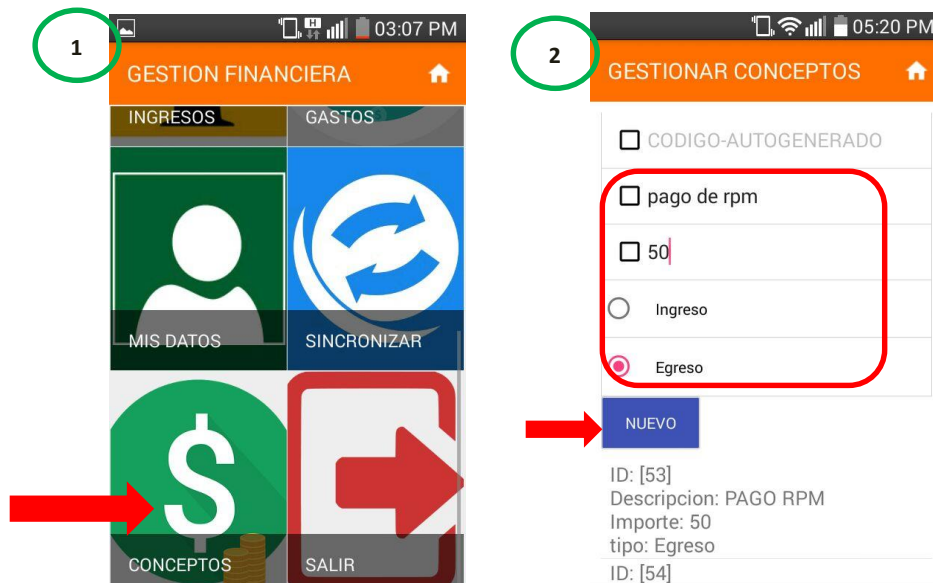 1
H
03:07 PM
GESTION FINANCIERA
INGRESOS
GASTOS
MIS DATOS
SINCRONIZAR
$
CONCEPTOS
SALIR
2
05:20 PM
GESTIONAR CONCEPTOS
CODIGO-AUTOGENERADO
pago de rpm
50
Ingreso
Egreso
NUEVO
ID: [53]
Descripcion: PAGO RPM
Importe: 50
tipo: Egreso
ID: [54]